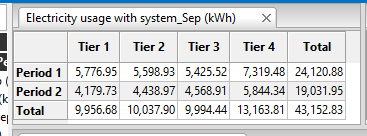 Electricity usage with system_Sep (kWh)
Tier 1 Tier 2 Tier 3 Tier 4 Total
Period 1 5,776.95 5,598.93 5,425.52 7,319.48 24,120.88
Period 2 4,179.73 4,438.97 4,568.91 5,844.34 19,031.95
Total 9,956.68 10,037.90 9,994.44 13,163.81 43,152.83